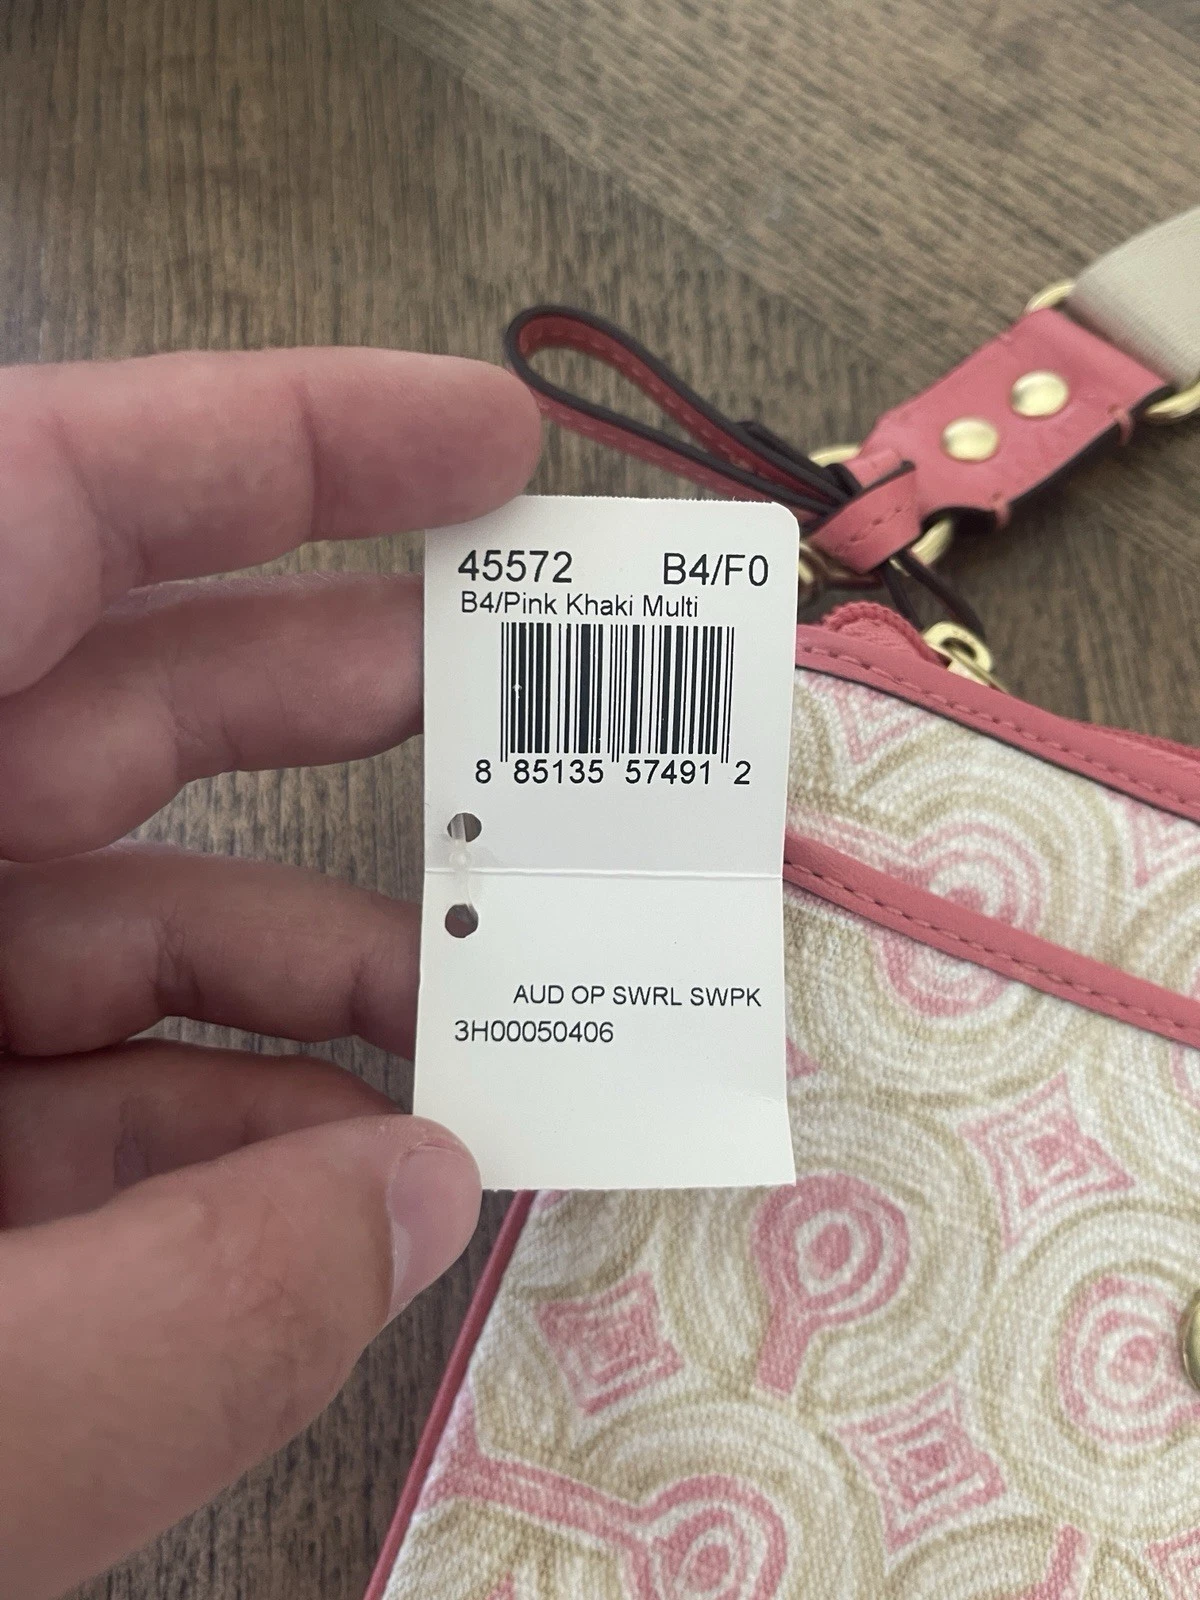 45572 B4/F0
B4/Pink Khaki Multi
8 85135 57491 2
AUD OP SWRL SWPK
3H00050406